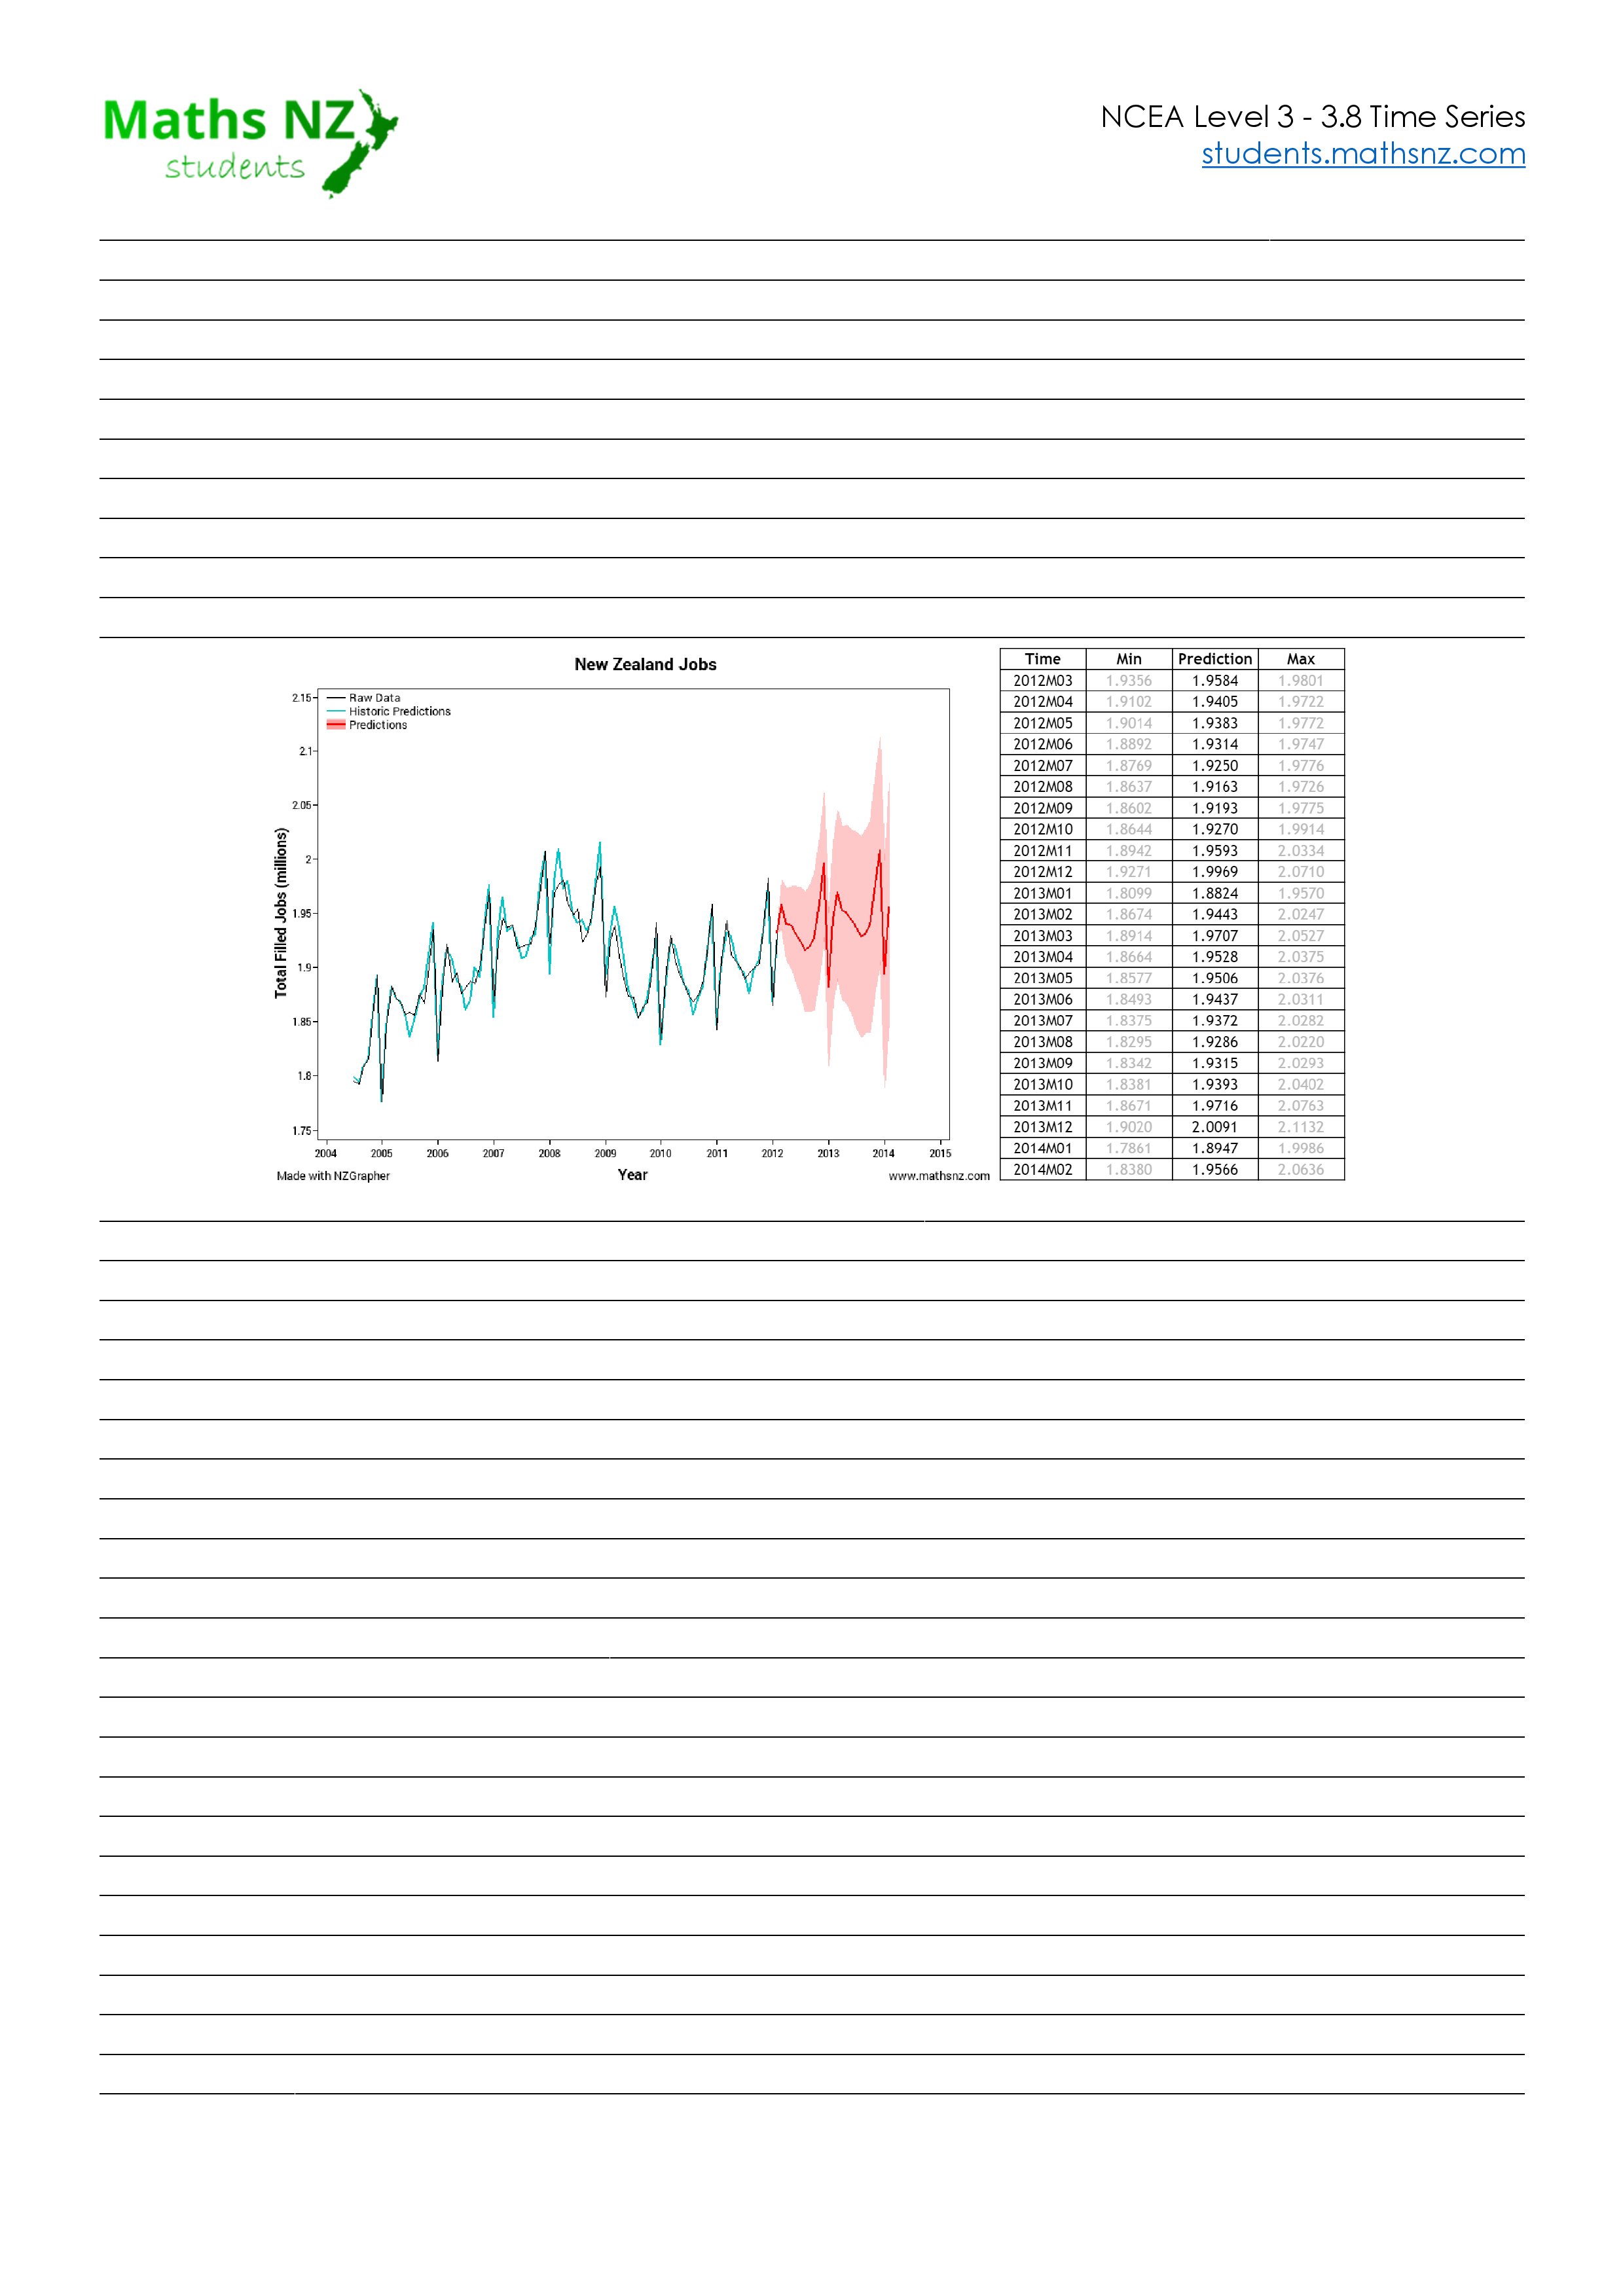 Maths NZ
students
NCEA Level 3 - 3.8 Time Series
students.mathsnz.com
New Zealand Jobs
Raw Data
Historic Predictions
Predictions
2.15
2.1
2.05
2
1.95
1.9
1.85
1.8
1.75
Total Filled Jobs (millions)
2004 2005 2006 2007 2008 2009 2010 2011 2012 2013 2014 2015
Made with NZGrapher Year www.mathsnz.com
Time Min Prediction Max
2012M03 1.9356 1.9584 1.9801
2012M04 1.9102 1.9405 1.9722
2012M05 1.9014 1.9383 1.9772
2012M06 1.8892 1.9314 1.9747
2012M07 1.8769 1.9250 1.9776
2012M08 1.8637 1.9163 1.9726
2012M09 1.8602 1.9193 1.9775
2012M10 1.8644 1.9270 1.9914
2012M11 1.8942 1.9593 2.0334
2012M12 1.9271 1.9969 2.0710
2013M01 1.8099 1.8824 1.9570
2013M02 1.8674 1.9443 2.0247
2013M03 1.8914 1.9707 2.0527
2013M04 1.8664 1.9528 2.0375
2013M05 1.8577 1.9506 2.0376
2013M06 1.8493 1.9437 2.0311
2013M07 1.8375 1.9372 2.0282
2013M08 1.8295 1.9286 2.0220
2013M09 1.8342 1.9315 2.0293
2013M10 1.8381 1.9393 2.0402
2013M11 1.8671 1.9716 2.0763
2013M12 1.9020 2.0091 2.1132
2014M01 1.7861 1.8947 1.9986
2014M02 1.8380 1.9566 2.0636